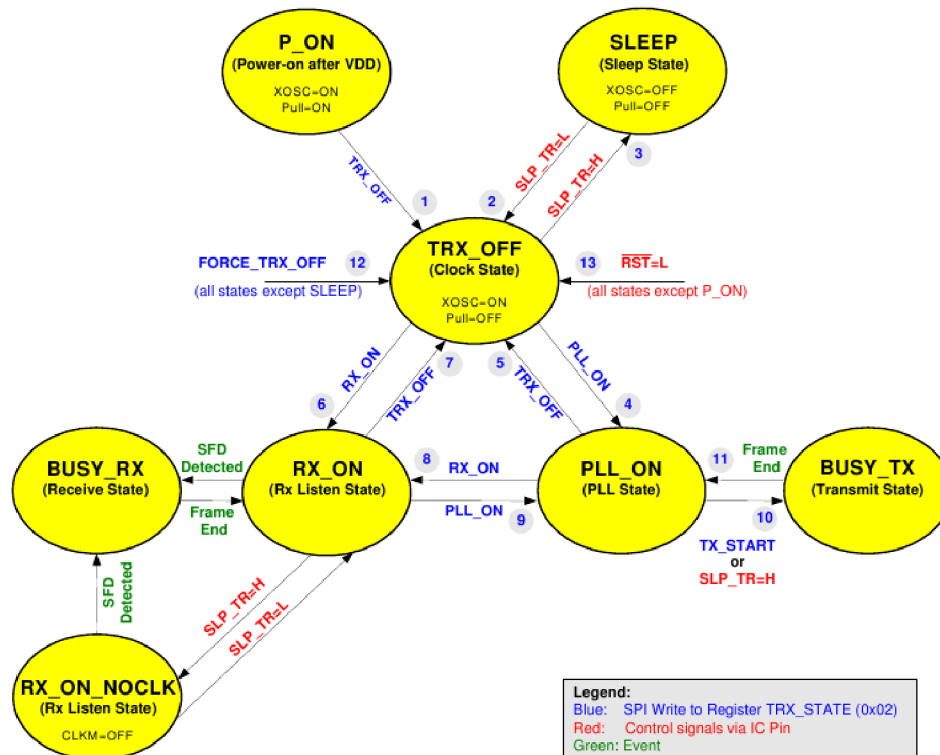 P_ON
(Power-on after VDD)
XOSC=ON
Pull=ON
SLEEP
(Sleep State)
XOSC=OFF
Pull=OFF
TRX_OFF
1
2
SLP_TR=L
SLP_TR=H
3
FORCE_TRX_OFF
12
(all states except SLEEP)
TRX_OFF
(Clock State)
XOSC=ON
Pull=OFF
13
RST=L
(all states except P_ON)
RX_ON
6
TRX_OFF
7
5
TRX_OFF
PLL_ON
4
BUSY_RX
(Receive State)
SFD
Detected
Frame
End
RX_ON
(Rx Listen State)
8
RX_ON
PLL_ON
9
PLL_ON
(PLL State)
11
Frame
End
10
TX_START
or
SLP_TR=H
BUSY_TX
(Transmit State)
SFD
Detected
SLP_TR=H
SLP_TR=L
RX_ON_NOCLK
(Rx Listen State)
CLKM=OFF
Legend:
Blue: SPI Write to Register TRX_STATE (0x02)
Red: Control signals via IC Pin
Green: Event